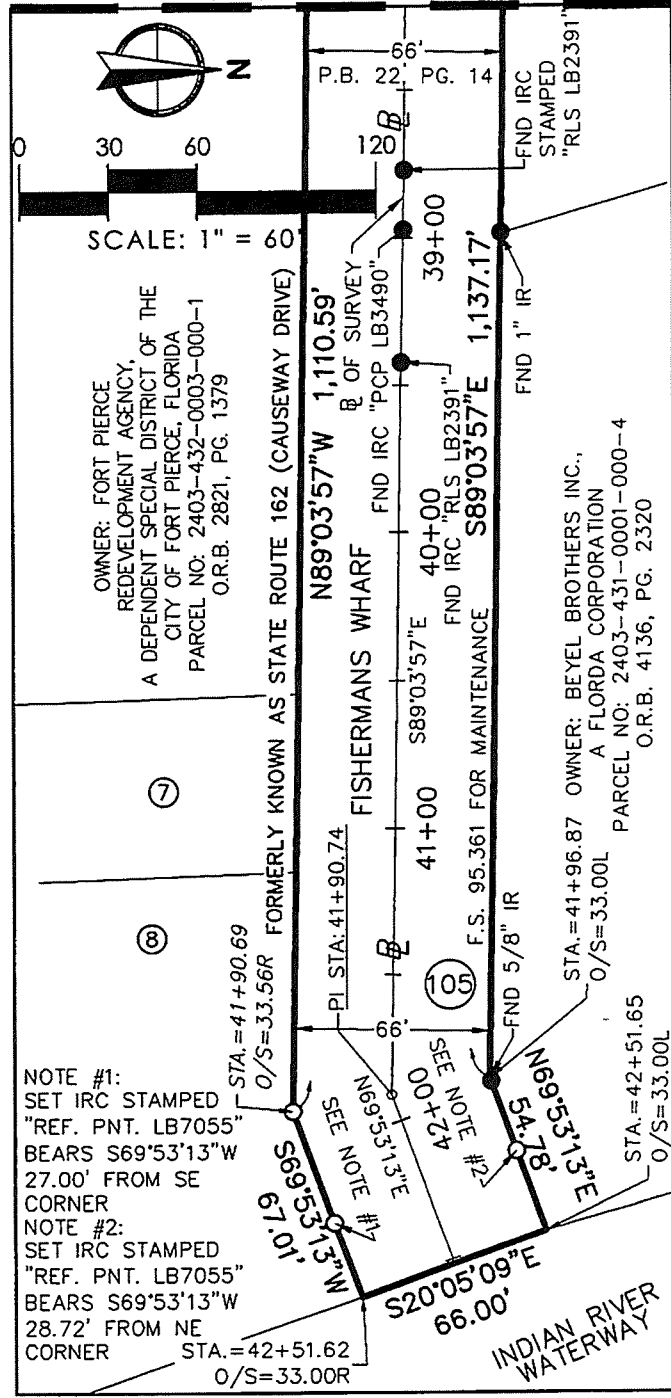 N
0
30
60
120
SCALE: 1" = 60'
66'
P.B. 22, PG. 14
FND IRC
STAMPED
"RLS LB2391"
OWNER: FORT PIERCE
REDEVELOPMENT AGENCY,
A DEPENDENT SPECIAL DISTRICT OF THE
CITY OF FORT PIERCE, FLORIDA
PARCEL NO: 2403-432-0003-000-1
O.R.B. 2821, PG. 1379
FORMERLY KNOWN AS STATE ROUTE 162 (CAUSEWAY DRIVE)
N89°03'57"W 1,110.59'
BL OF SURVEY
FND IRC "PCP LB3490"
FISHERMANS WHARF
BL
39+00
40+00
41+00
42+00
S89°03'57"E
FND IRC "RLS LB2391"
S89°03'57"E 1,137.17'
FND 1" IR
F.S. 95.361 FOR MAINTENANCE
OWNER: BEYEL BROTHERS INC.,
A FLORDA CORPORATION
PARCEL NO: 2403-431-0001-000-4
O.R.B. 4136, PG. 2320
7
8
PI STA: 41+90.74
BL
105
66'
FND 5/8" IR
STA.=41+96.87
O/S=33.00L
STA.=41+90.69
O/S=33.56R
NOTE #1:
SET IRC STAMPED
"REF. PNT. LB7055"
BEARS S69°53'13"W
27.00' FROM SE
CORNER
NOTE #2:
SET IRC STAMPED
"REF. PNT. LB7055"
BEARS S69°53'13"W
28.72' FROM NE
CORNER
S69°53'13"W
67.01'
SEE NOTE #1
N69°53'13"E
SEE NOTE #2
N69°53'13"E
54.78'
STA.=42+51.65
O/S=33.00L
S20°05'09"E
66.00'
STA.=42+51.62
O/S=33.00R
INDIAN RIVER
WATERWAY